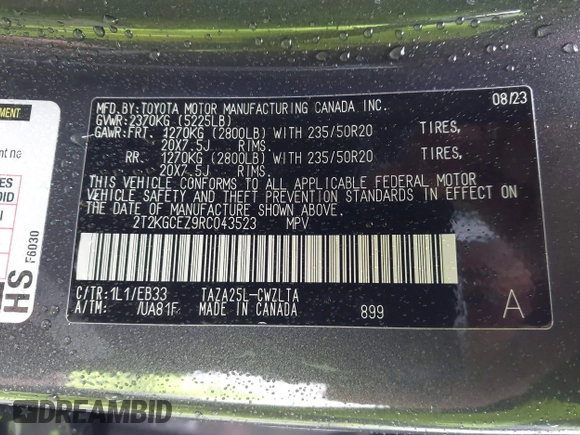 MFD.BY:TOYOTA MOTOR MANUFACTURING CANADA INC. 08/23
GVWR:2370KG (5225LB)
GAWR:FRT. 1270KG (2800LB) WITH 235/50R20 TIRES,
20X7.5J RIMS.
RR. 1270KG (2800LB) WITH 235/50R20 TIRES,
20X7.5J RIMS.
THIS VEHICLE CONFORMS TO ALL APPLICABLE FEDERAL MOTOR
VEHICLE SAFETY AND THEFT PREVENTION STANDARDS IN EFFECT ON
THE DATE OF MANUFACTURE SHOWN ABOVE.
2T2KGCEZ9RC043523 MPV
C/TR:1L1/EB33 TAZA25L-CWZLTA
A/TM: /UA81F MADE IN CANADA 899 A
F6030
SH
DREAMBID